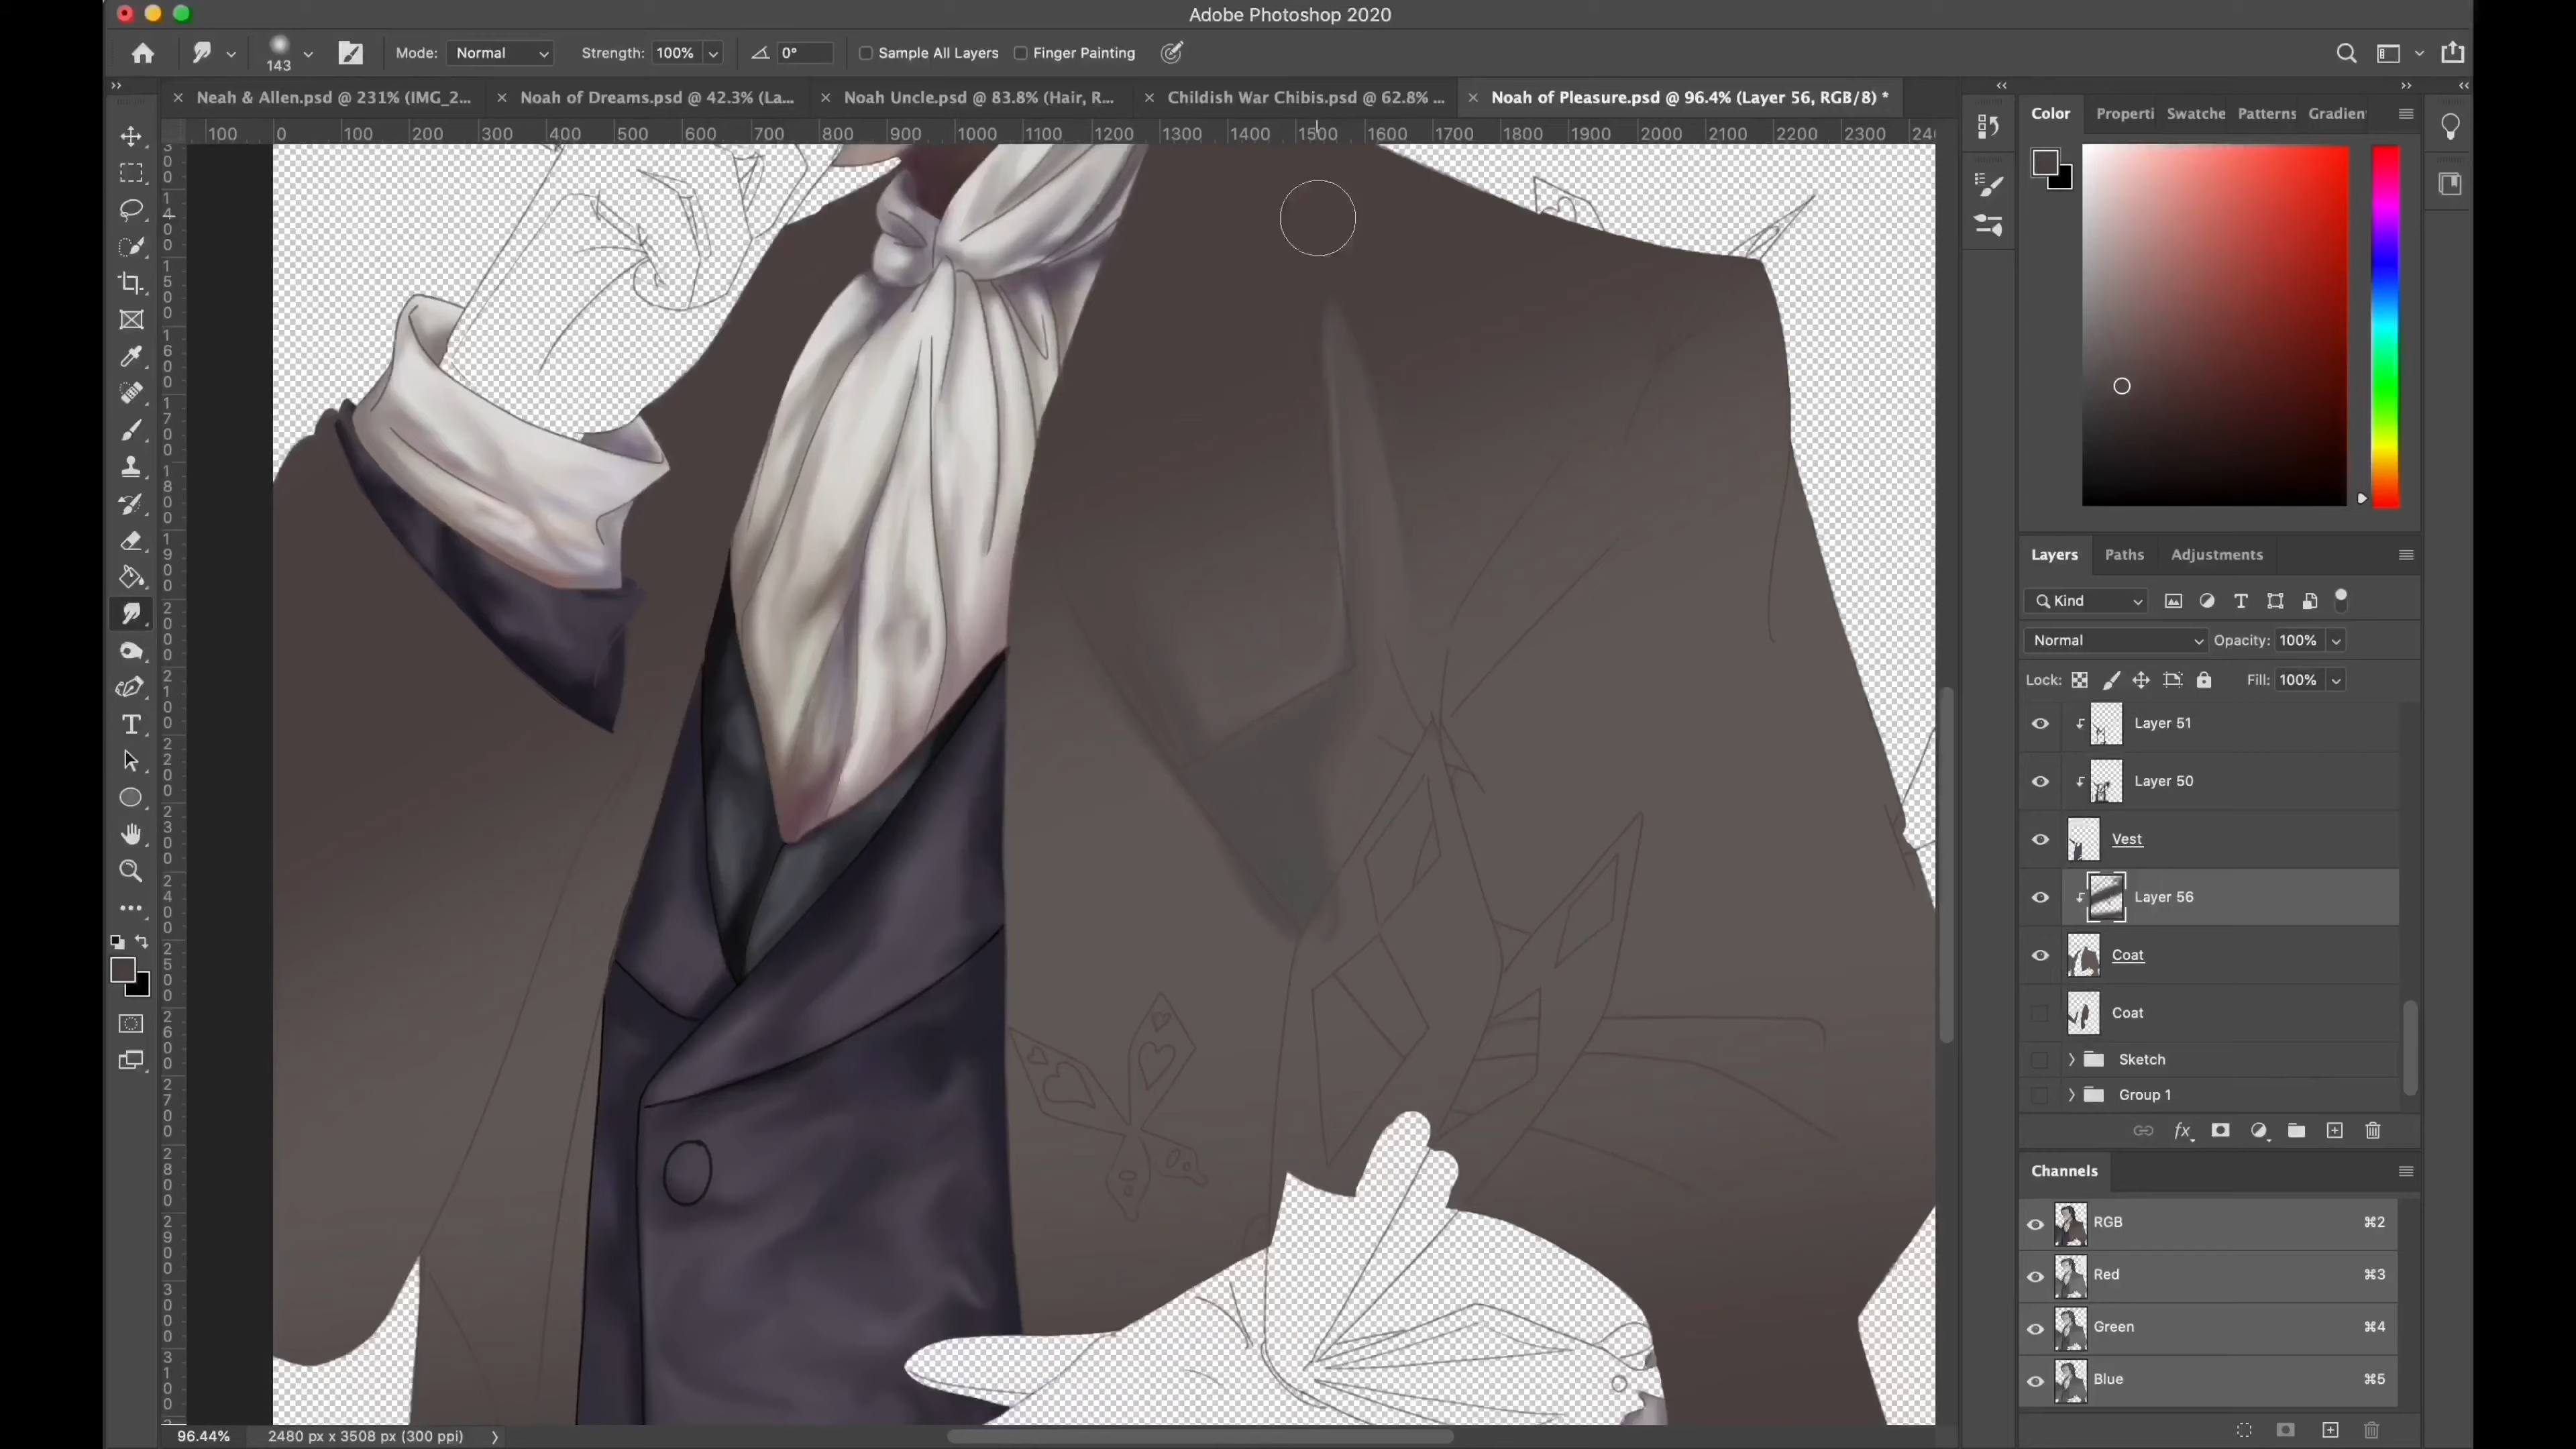 Adobe Photoshop 2020
143
Mode: Normal
Strength: 100%
0°
Sample All Layers
Finger Painting
Neah & Allen.psd @ 231% (IMG_2...
Noah of Dreams.psd @ 42.3% (La...
Noah Uncle.psd @ 83.8% (Hair, R...
Childish War Chibis.psd @ 62.8% ...
Noah of Pleasure.psd @ 96.4% (Layer 56, RGB/8) *
100 0 100 200 300 400 500 600 700 800 900 1000 1100 1200 1300 1400 1500 1600 1700 1800 1900 2000 2100 2200 2300 240
Color
Properti
Swatche
Patterns
Gradien
Layers
Paths
Adjustments
Kind
Normal
Opacity: 100%
Lock:
Fill: 100%
Layer 51
Layer 50
Vest
Layer 56
Coat
Coat
Sketch
Group 1
fx
Channels
RGB ⌘2
Red ⌘3
Green ⌘4
Blue ⌘5
96.44%
2480 px x 3508 px (300 ppi)